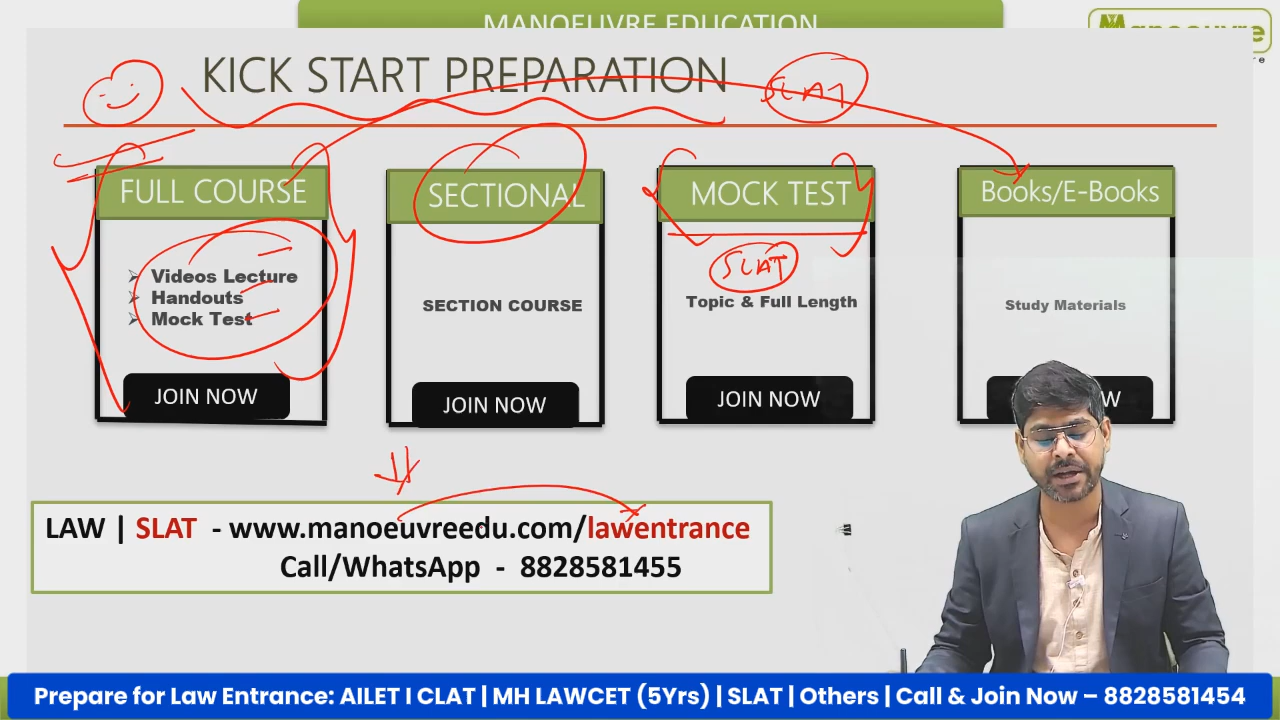 MANOEUVRE EDUCATION
Manoeuvre
KICK START PREPARATION
SLAT
FULL COURSE
SECTIONAL
MOCK TEST
Books/E-Books
Videos Lecture
Handouts
Mock Test
SECTION COURSE
SLAT
Topic & Full Length
Study Materials
JOIN NOW
JOIN NOW
JOIN NOW
LAW | SLAT - www.manoeuvreedu.com/lawentrance
Call/WhatsApp - 8828581455
Prepare for Law Entrance: AILET I CLAT | MH LAWCET (5Yrs) | SLAT | Others | Call & Join Now – 8828581454